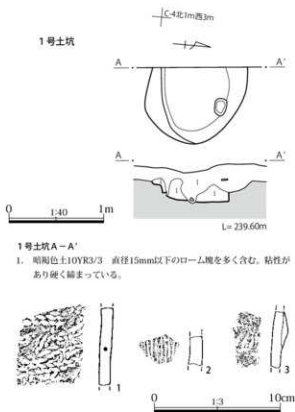 C-4北1m西3m
1号土坑
A A'
A A'
1 1 1
L=239.60m
0 1:40 1m
1号土坑A－A'
1. 暗褐色土10YR3/3 直径15mm以下のローム塊を多く含む。粘性が
あり硬く締まっている。
1 2 3
0 1:3 10cm